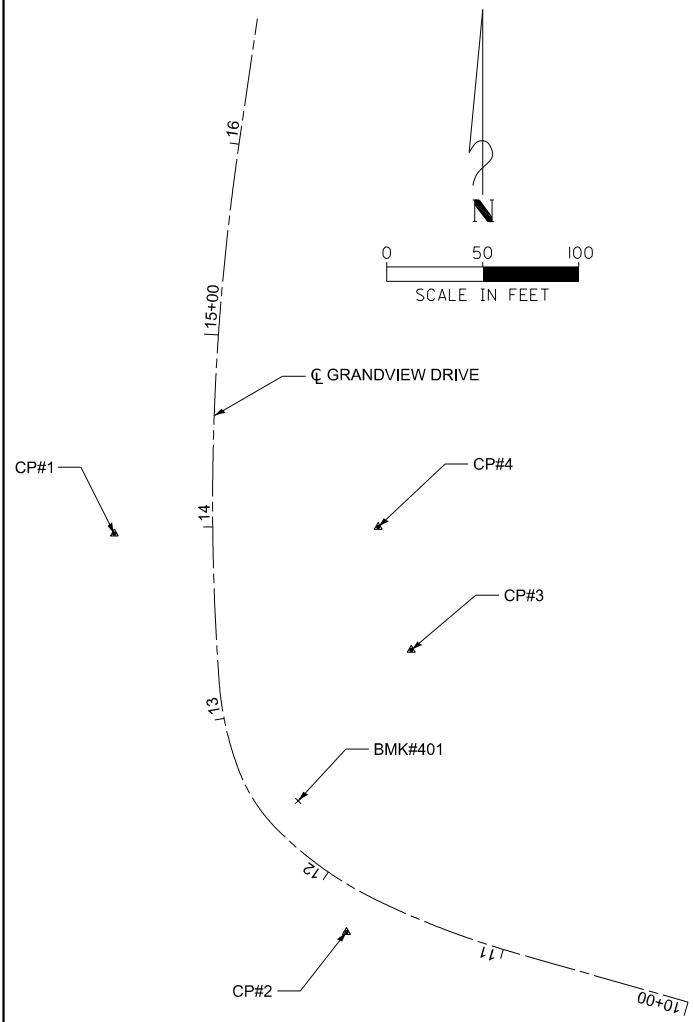 16
N
0 50 100
SCALE IN FEET
15+00
℄ GRANDVIEW DRIVE
CP#1
CP#4
14
CP#3
13
BMK#401
12
11
CP#2
10+00